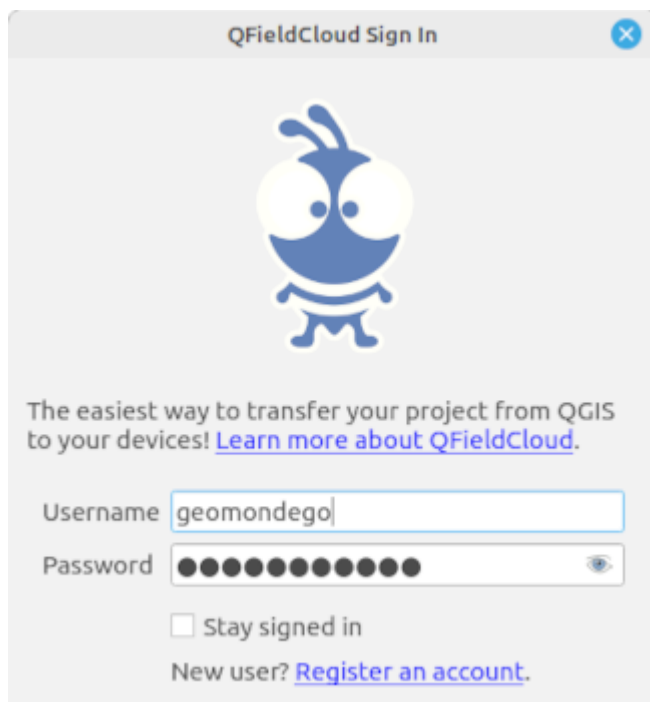 QFieldCloud Sign In
The easiest way to transfer your project from QGIS
to your devices! Learn more about QFieldCloud.
Username geomondego
Password ●●●●●●●●●●●
Stay signed in
New user? Register an account.